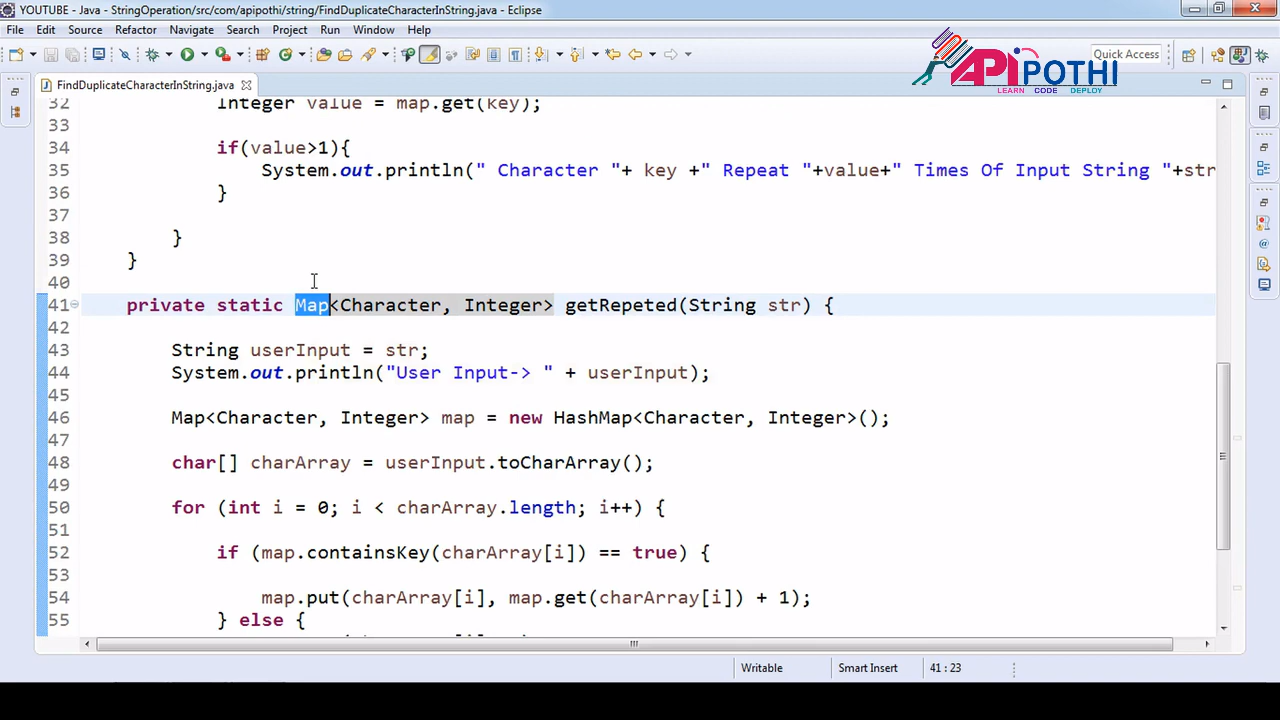 YOUTUBE - Java - StringOperation/src/com/apipothi/string/FindDuplicateCharacterInString.java - Eclipse
File Edit Source Refactor Navigate Search Project Run Window Help
Quick Access
APIPOTHI
LEARN CODE DEPLOY
FindDuplicateCharacterInString.java
32 Integer value = map.get(key);
33
34 if(value>1){
35 System.out.println(" Character "+ key +" Repeat "+value+" Times Of Input String "+str
36 }
37
38 }
39 }
40
41 private static Map<Character, Integer> getRepeted(String str) {
42
43 String userInput = str;
44 System.out.println("User Input-> " + userInput);
45
46 Map<Character, Integer> map = new HashMap<Character, Integer>();
47
48 char[] charArray = userInput.toCharArray();
49
50 for (int i = 0; i < charArray.length; i++) {
51
52 if (map.containsKey(charArray[i]) == true) {
53
54 map.put(charArray[i], map.get(charArray[i]) + 1);
55 } else {
Writable Smart Insert 41 : 23